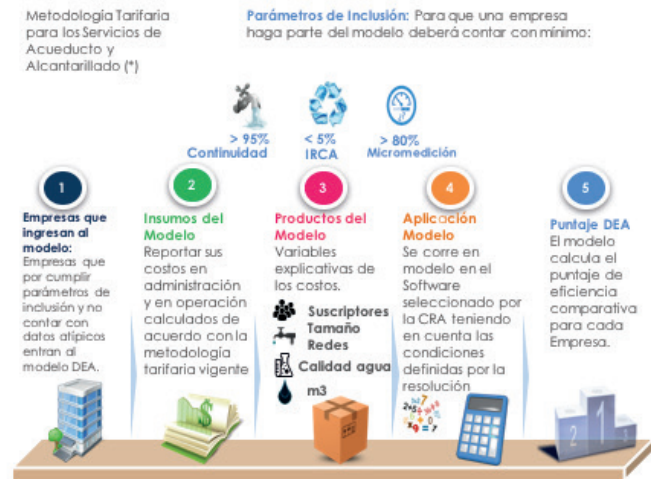 Metodología Tarifaria
para los Servicios de
Acueducto y
Alcantarillado (*)
Parámetros de Inclusión: Para que una empresa
haga parte del modelo deberá contar con mínimo:
> 95%
Continuidad
< 5%
IRCA
> 80%
Micromedición
1
Empresas que
ingresan al
modelo:
Empresas que
por cumplir
parámetros de
inclusión y no
contar con
datos atípicos
entran al
modelo DEA.
2
Insumos del
Modelo
Reportar sus
costos en
administración
y en operación
calculados de
acuerdo con la
metodología
tarifaria vigente
3
Productos del
Modelo
Variables
explicativas de
los costos.
Suscriptores
Tamaño
Redes
Calidad agua
m3
4
Aplicación
Modelo
Se corre en
modelo en el
Software
seleccionado por
la CRA teniendo
en cuenta las
condiciones
definidas por la
resolución
5
Puntaje DEA
El modelo
calcula el
puntaje de
eficiencia
comparativa
para cada
Empresa.
2
1
3